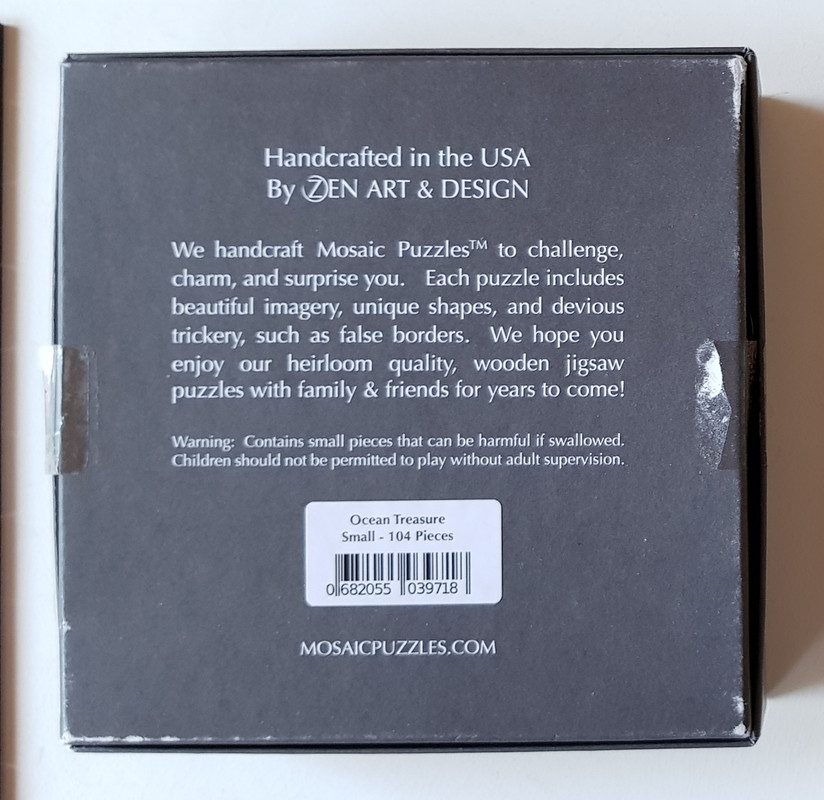 Handcrafted in the USA
By ZEN ART & DESIGN
We handcraft Mosaic Puzzles™ to challenge,
charm, and surprise you. Each puzzle includes
beautiful imagery, unique shapes, and devious
trickery, such as false borders. We hope you
enjoy our heirloom quality, wooden jigsaw
puzzles with family & friends for years to come!
Warning: Contains small pieces that can be harmful if swallowed.
Children should not be permitted to play without adult supervision.
Ocean Treasure
Small - 104 Pieces
0 682055 039718
MOSAICPUZZLES.COM